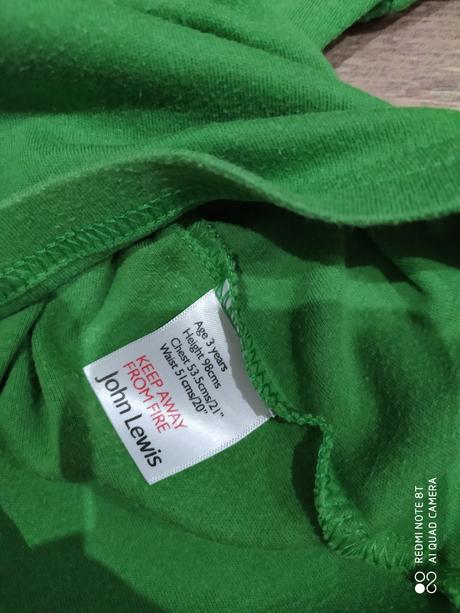 Age 3 years
Height 98cms
Chest 53.5cms/21"
Waist 51cms/20"
KEEP AWAY
FROM FIRE
John Lewis
REDMI NOTE 8T
AI QUAD CAMERA